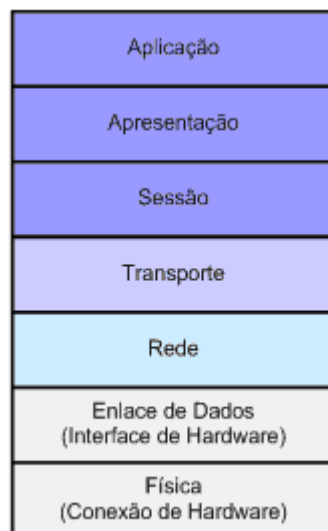 Aplicação
Apresentação
Sessão
Transporte
Rede
Enlace de Dados
(Interface de Hardware)
Física
(Conexão de Hardware)